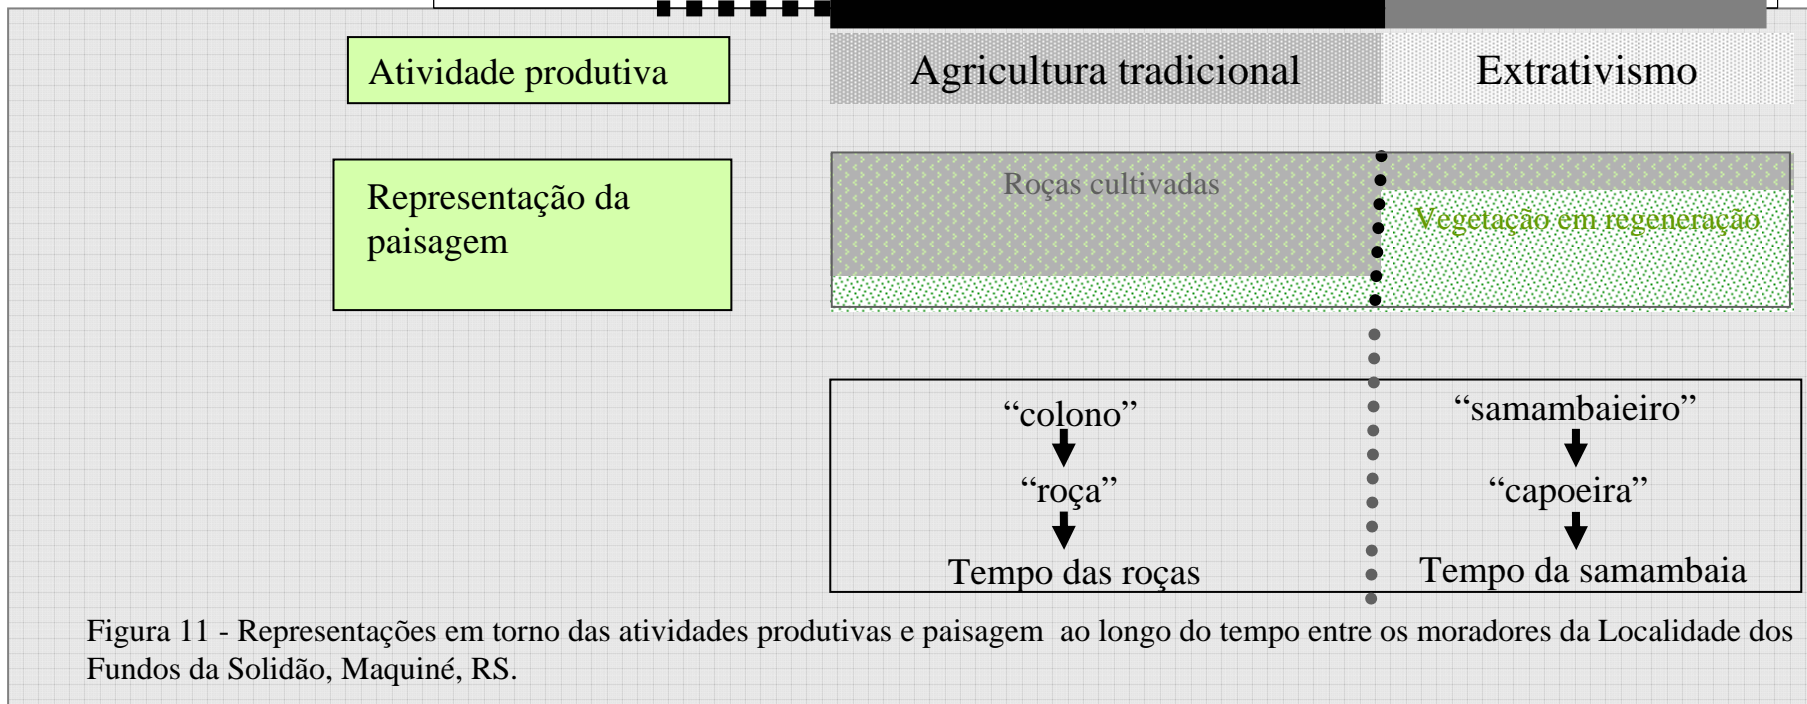 Atividade produtiva
Agricultura tradicional
Extrativismo
Representação da
paisagem
Roças cultivadas
Vegetação em regeneração
“colono”
“samambaieiro”
“roça”
“capoeira”
Tempo das roças
Tempo da samambaia
Figura 11 - Representações em torno das atividades produtivas e paisagem  ao longo do tempo entre os moradores da Localidade dos
Fundos da Solidão, Maquiné, RS.